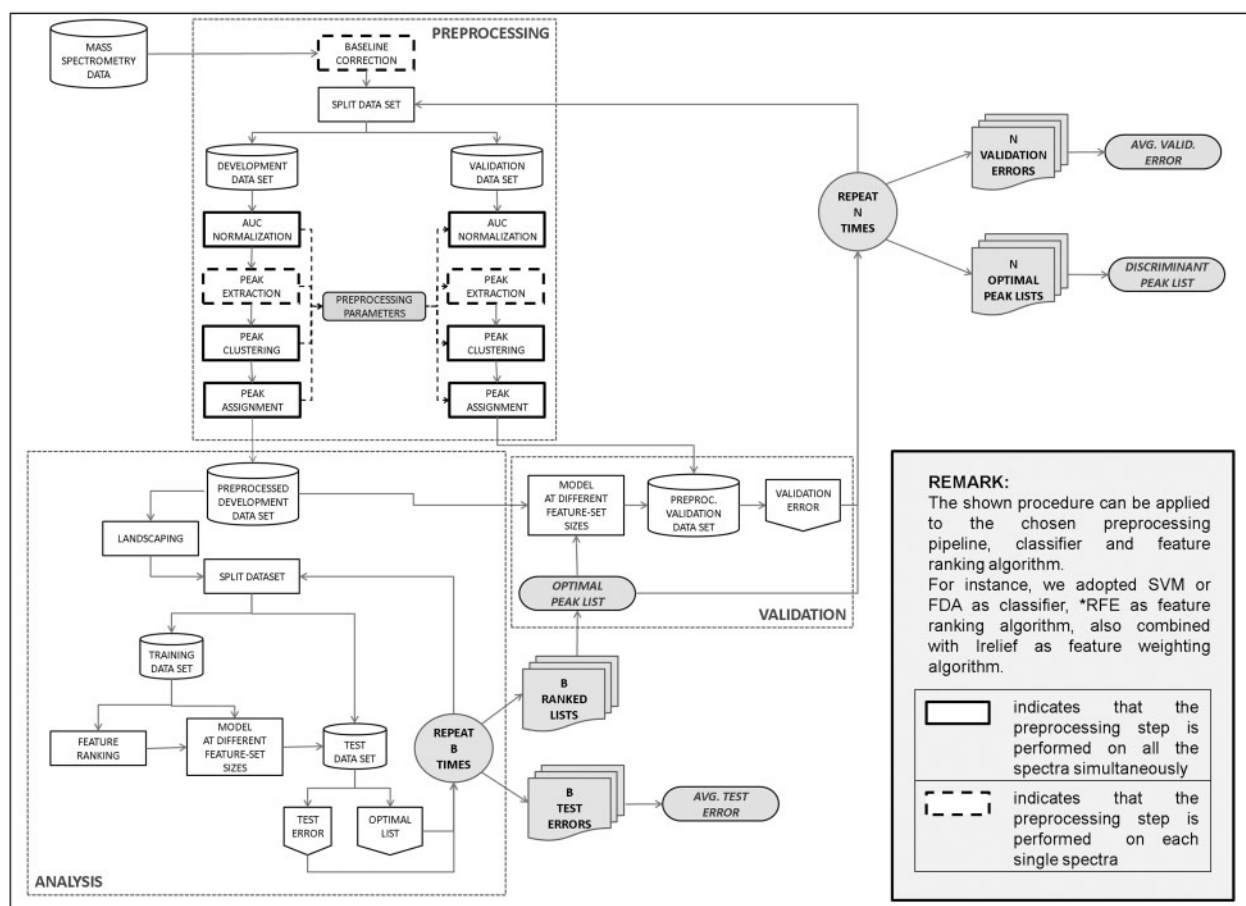 PREPROCESSING
MASS
SPECTROMETRY
DATA
BASELINE
CORRECTION
SPLIT DATA SET
DEVELOPMENT
DATA SET
VALIDATION
DATA SET
AUC
NORMALIZATION
AUC
NORMALIZATION
PEAK
EXTRACTION
PEAK
EXTRACTION
PREPROCESSING
PARAMETERS
PEAK
CLUSTERING
PEAK
CLUSTERING
PEAK
ASSIGNMENT
PEAK
ASSIGNMENT
N
VALIDATION
ERRORS
AVG. VALID.
ERROR
REPEAT
N
TIMES
N
OPTIMAL
PEAK LISTS
DISCRIMINANT
PEAK LIST
PREPROCESSED
DEVELOPMENT
DATA SET
LANDSCAPING
SPLIT DATASET
TRAINING
DATA SET
FEATURE
RANKING
MODEL
AT DIFFERENT
FEATURE-SET
SIZES
TEST
DATA SET
TEST
ERROR
OPTIMAL
LIST
ANALYSIS
REPEAT
B
TIMES
B
RANKED
LISTS
B
TEST
ERRORS
AVG. TEST
ERROR
MODEL
AT DIFFERENT
FEATURE-SET
SIZES
PREPROC.
VALIDATION
DATA SET
VALIDATION
ERROR
OPTIMAL
PEAK LIST
VALIDATION
REMARK:
The shown procedure can be applied
to the chosen preprocessing
pipeline, classifier and feature
ranking algorithm.
For instance, we adopted SVM or
FDA as classifier, *RFE as feature
ranking algorithm, also combined
with Irelief as feature weighting
algorithm.
indicates that the
preprocessing step is
performed on all the
spectra simultaneously
indicates that the
preprocessing step is
performed on each
single spectra